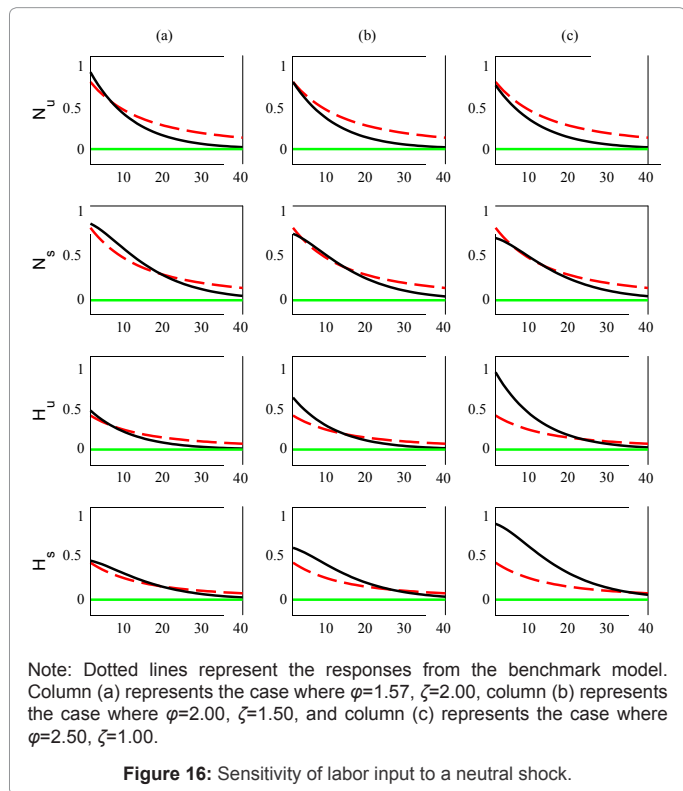 (a) (b) (c)
1 1 1
N_u 0.5 0.5 0.5
0 0 0
10 20 30 40 10 20 30 40 10 20 30 40
1 1 1
N_s 0.5 0.5 0.5
0 0 0
10 20 30 40 10 20 30 40 10 20 30 40
1 1 1
H_u 0.5 0.5 0.5
0 0 0
10 20 30 40 10 20 30 40 10 20 30 40
1 1 1
H_s 0.5 0.5 0.5
0 0 0
10 20 30 40 10 20 30 40 10 20 30 40
Note: Dotted lines represent the responses from the benchmark model.
Column (a) represents the case where φ=1.57, ζ=2.00, column (b) represents
the case where φ=2.00, ζ=1.50, and column (c) represents the case where
φ=2.50, ζ=1.00.
Figure 16: Sensitivity of labor input to a neutral shock.